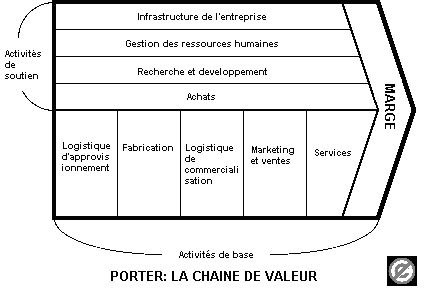 Infrastructure de l'entreprise
Gestion des ressources humaines
Recherche et developpement
Achats
Activités
de
soutien
MARGE
Logistique
d'approvis
ionnement
Fabrication
Logistique
de
commerciali
sation
Marketing
et ventes
Services
Activités de base
PORTER: LA CHAINE DE VALEUR